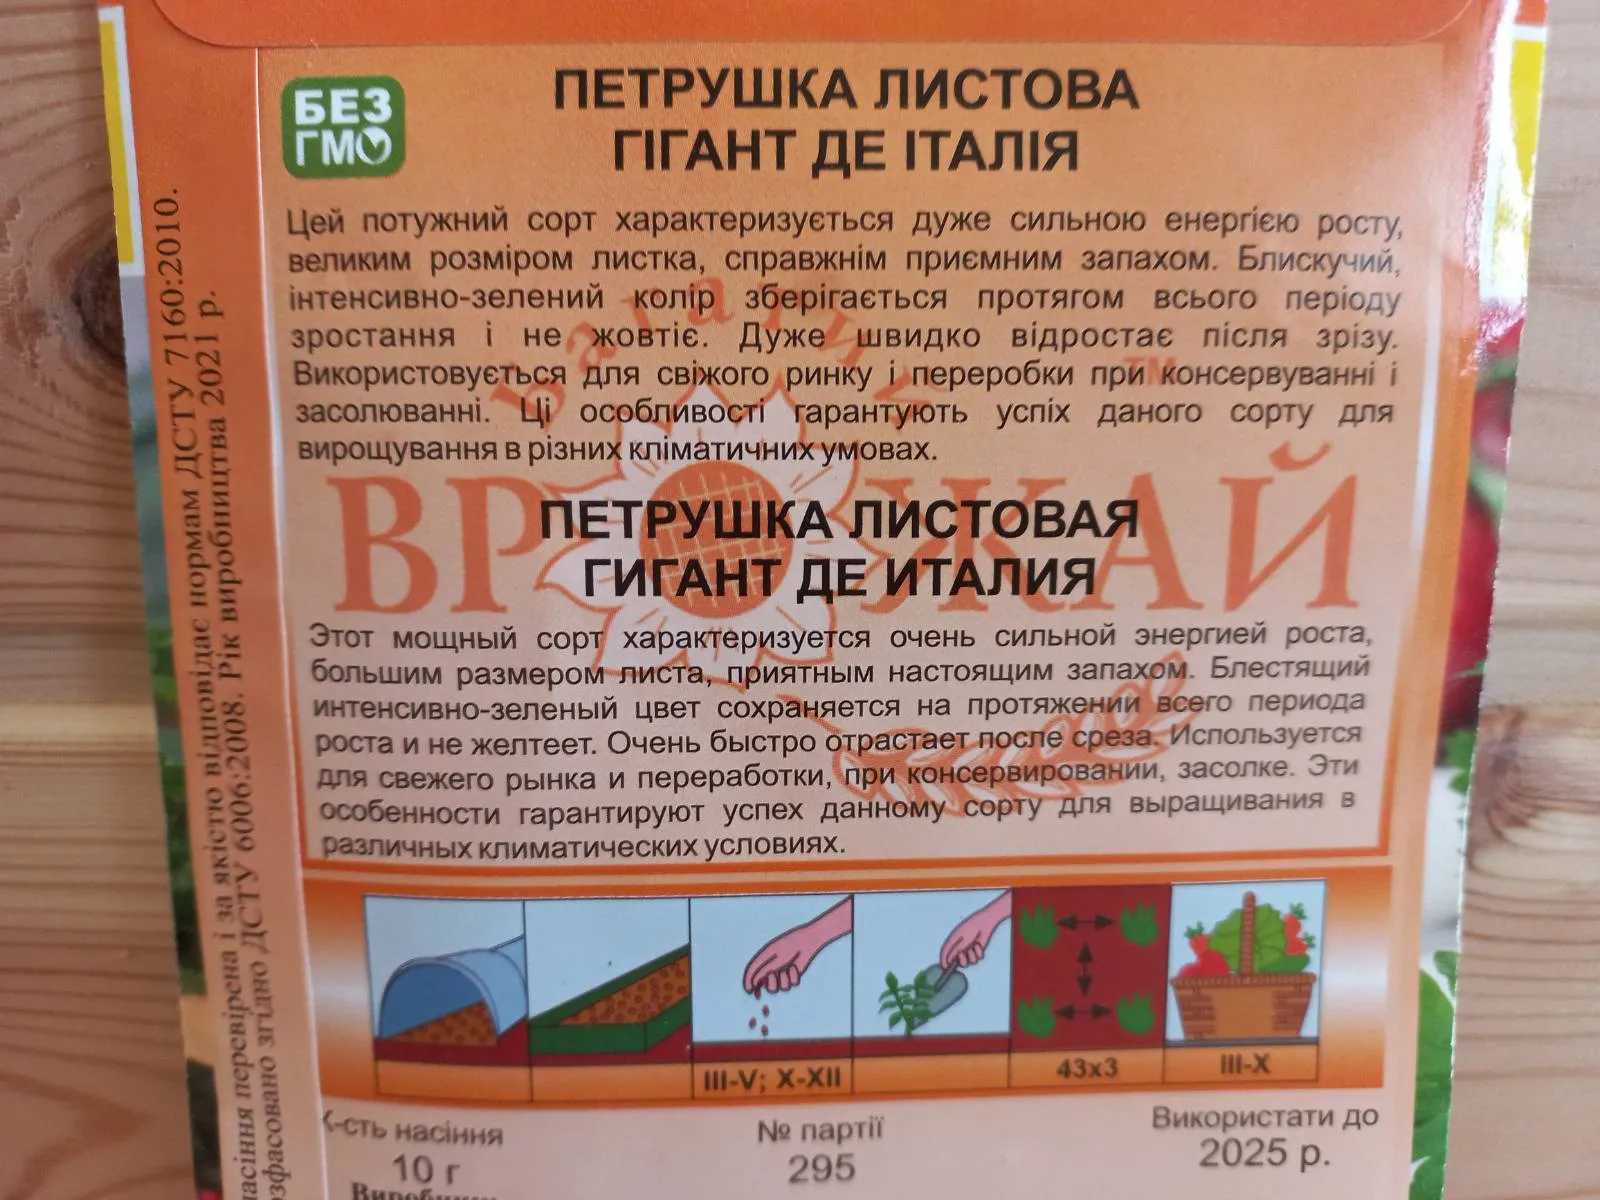 БЕЗ
ГМО
ПЕТРУШКА ЛИСТОВА
ГІГАНТ ДЕ ІТАЛІЯ
Цей потужний сорт характеризується дуже сильною енергією росту,
великим розміром листка, справжнім приємним запахом. Блискучий,
інтенсивно-зелений колір зберігається протягом всього періоду
зростання і не жовтіє. Дуже швидко відростає після зрізу.
Використовується для свіжого ринку і переробки при консервуванні і
засолюванні. Ці особливості гарантують успіх даного сорту для
вирощування в різних кліматичних умовах.
Багатий
ТМ
ВРОЖАЙ
ПЕТРУШКА ЛИСТОВАЯ
ГИГАНТ ДЕ ИТАЛИЯ
Этот мощный сорт характеризуется очень сильной энергией роста,
большим размером листа, приятным настоящим запахом. Блестящий
интенсивно-зеленый цвет сохраняется на протяжении всего периода
роста и не желтеет. Очень быстро отрастает после среза. Используется
для свежего рынка и переработки, при консервировании, засолке. Эти
особенности гарантируют успех данному сорту для выращивания в
различных климатических условиях.
III-V; X-XII
43х3
III-X
К-сть насіння
10 г
№ партії
295
Використати до
2025 р.
насіння перевірена і за якістю відповідає нормам ДСТУ 7160:2010.
озфасовано згідно ДСТУ 6006:2008. Рік виробництва 2021 р.